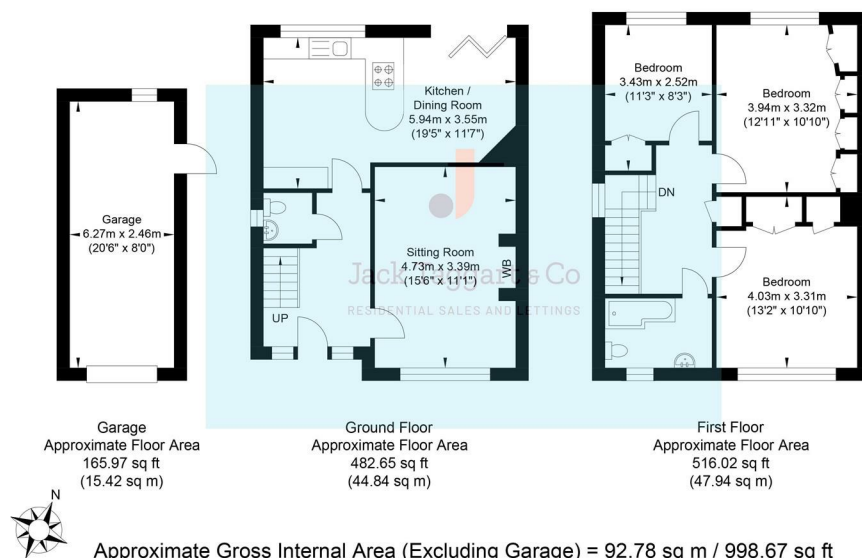 Garage
6.27m x 2.46m
(20'6" x 8'0")
Kitchen /
Dining Room
5.94m x 3.55m
(19'5" x 11'7")
Sitting Room
4.73m x 3.39m
(15'6" x 11'1")
WB
UP
Bedroom
3.43m x 2.52m
(11'3" x 8'3")
Bedroom
3.94m x 3.32m
(12'11" x 10'10")
DN
Bedroom
4.03m x 3.31m
(13'2" x 10'10")
Jack Taggart & Co
RESIDENTIAL SALES AND LETTINGS
Garage
Approximate Floor Area
165.97 sq ft
(15.42 sq m)
Ground Floor
Approximate Floor Area
482.65 sq ft
(44.84 sq m)
First Floor
Approximate Floor Area
516.02 sq ft
(47.94 sq m)
N
Approximate Gross Internal Area (Excluding Garage) = 92.78 sq m / 998.67 sq ft